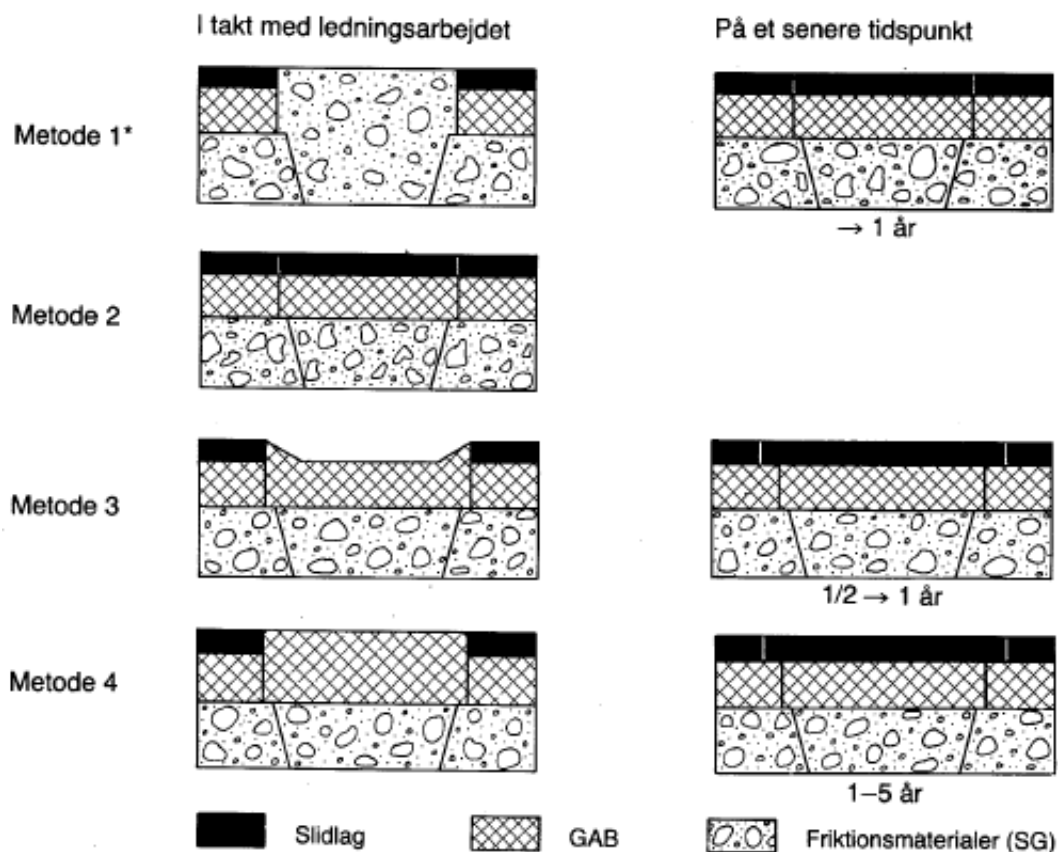 I takt med ledningsarbejdet
På et senere tidspunkt
Metode 1*
→ 1 år
Metode 2
Metode 3
1/2 → 1 år
Metode 4
1–5 år
Slidlag
GAB
Friktionsmaterialer (SG)